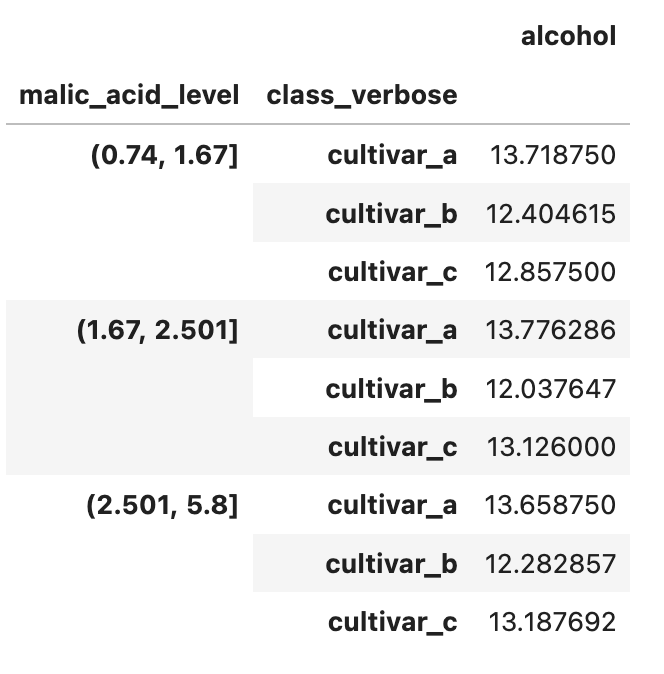 alcohol
malic_acid_level class_verbose
(0.74, 1.67] cultivar_a 13.718750
cultivar_b 12.404615
cultivar_c 12.857500
(1.67, 2.501] cultivar_a 13.776286
cultivar_b 12.037647
cultivar_c 13.126000
(2.501, 5.8] cultivar_a 13.658750
cultivar_b 12.282857
cultivar_c 13.187692